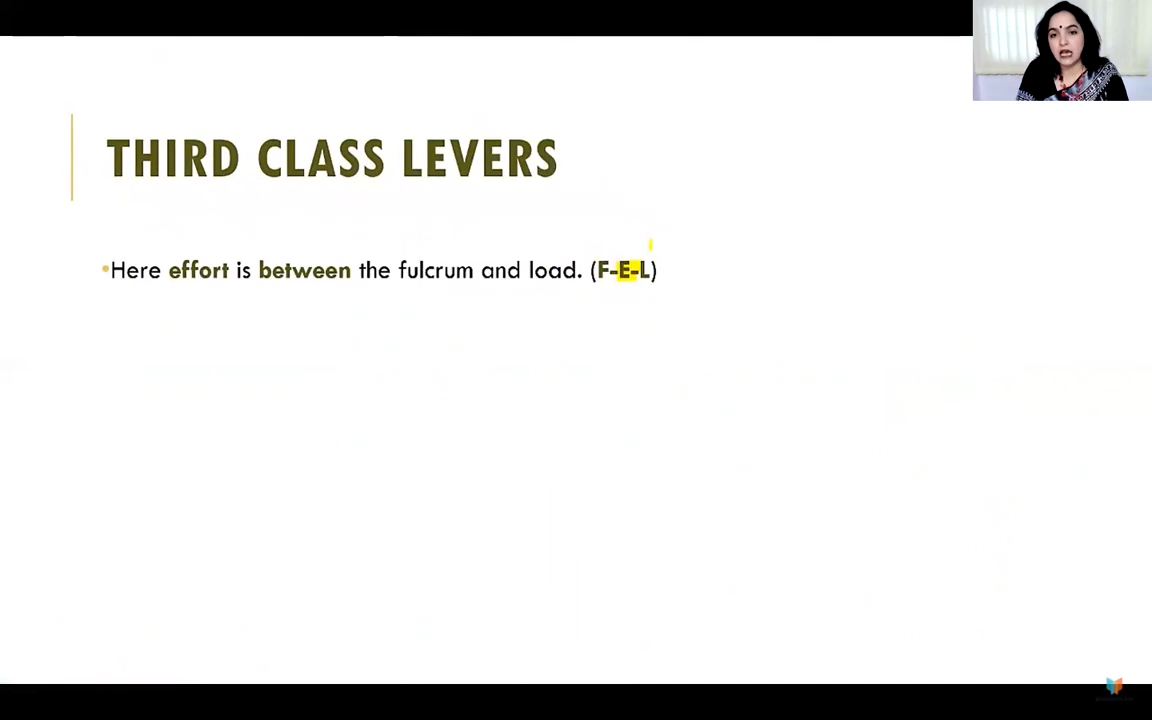 THIRD CLASS LEVERS
•Here effort is between the fulcrum and load. (F-E-L)